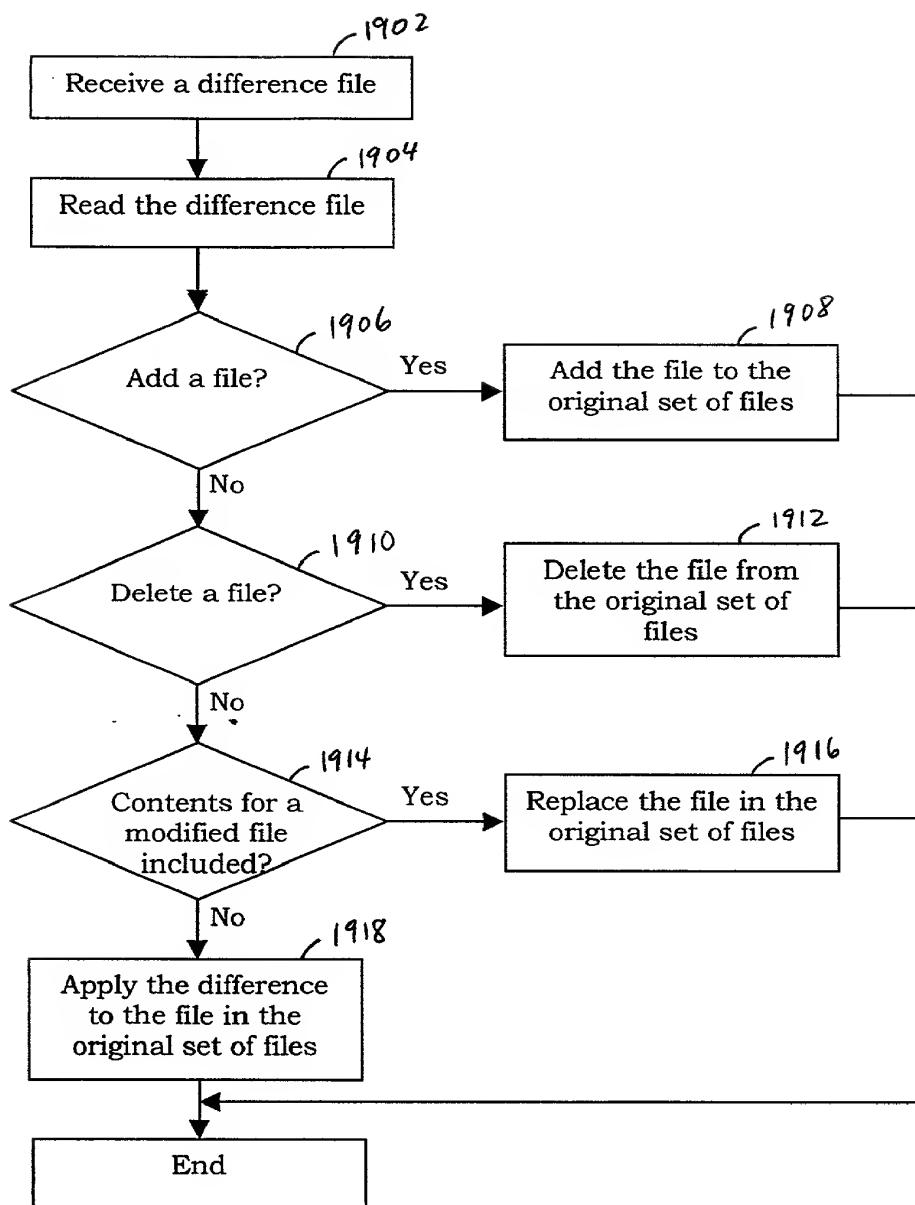 1902
Receive a difference file
1904
Read the difference file
1906
Add a file?
Yes
1908
Add the file to the
original set of files
No
1910
Delete a file?
Yes
1912
Delete the file from
the original set of
files
No
1914
Contents for a
modified file
included?
Yes
1916
Replace the file in the
original set of files
No
1918
Apply the difference
to the file in the
original set of files
End